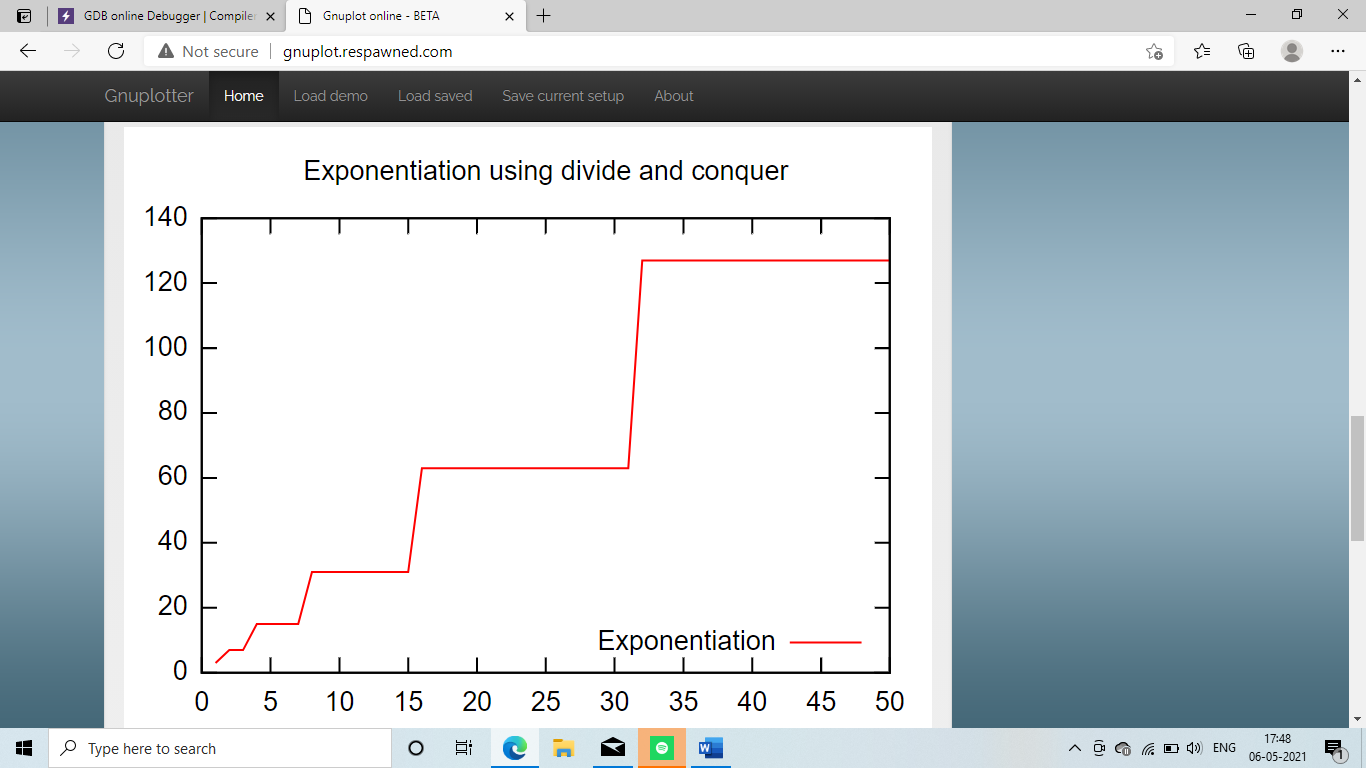 GDB online Debugger | Compiler
Gnuplot online - BETA
Not secure gnuplot.respawned.com
Gnuplotter Home Load demo Load saved Save current setup About
Exponentiation using divide and conquer
140
120
100
80
60
40
20
0
Exponentiation
0 5 10 15 20 25 30 35 40 45 50
Type here to search
W
ENG
17:48
06-05-2021
1